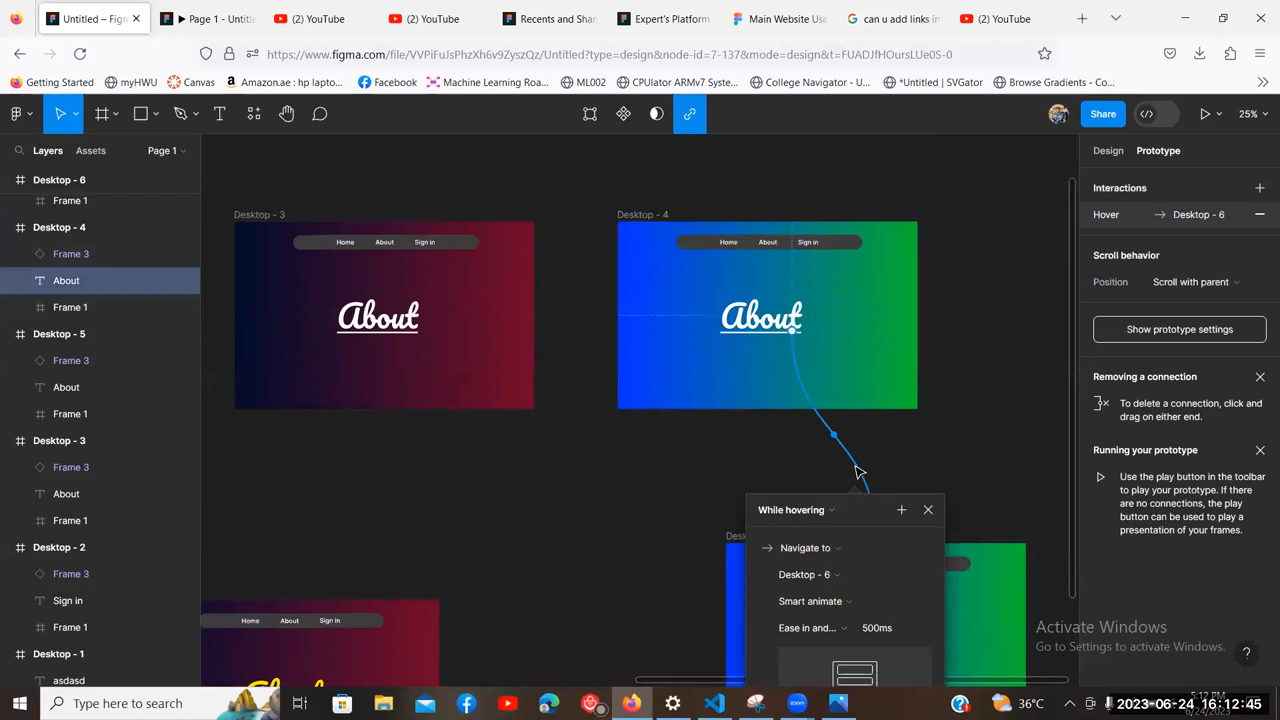 Untitled – Figma
Page 1 - Untitl
(2) YouTube
(2) YouTube
Recents and Shar
Expert's Platform
Main Website Use
can u add links in
(2) YouTube
https://www.figma.com/file/VVPiFuJsPhzXh6v9ZyszQz/Untitled?type=design&node-id=7-137&mode=design&t=FUADJfHOursLUe0S-0
Getting Started
myHWU
Canvas
Amazon.ae : hp lapto...
Facebook
Machine Learning Roa...
ML002
CPUlator ARMv7 System...
College Navigator - U...
*Untitled | SVGator
Browse Gradients - Co...
Share
25%
Layers
Assets
Page 1
Desktop - 6
Frame 1
Desktop - 4
Frame 3
About
Frame 1
Desktop - 5
Frame 3
About
Frame 1
Desktop - 3
Frame 3
About
Frame 1
Desktop - 2
Frame 3
Sign in
Frame 1
Desktop - 1
asdasd
Desktop - 3
Home About Sign in
About
Desktop - 4
Home About Sign in
About
Home About Sign in
While hovering
Navigate to
Desktop - 6
Smart animate
Ease in and... 500ms
Design
Prototype
Interactions
Hover
Desktop - 6
Scroll behavior
Position
Scroll with parent
Show prototype settings
Removing a connection
To delete a connection, click and
drag on either end.
Running your prototype
Use the play button in the toolbar
to play your prototype. If there
are no connections, the play
button can be used to play a
presentation of your frames.
Activate Windows
Go to Settings to activate Windows.
Type here to search
36°C
5:12 PM
2023-06-24 16:12:45
6/24/2023